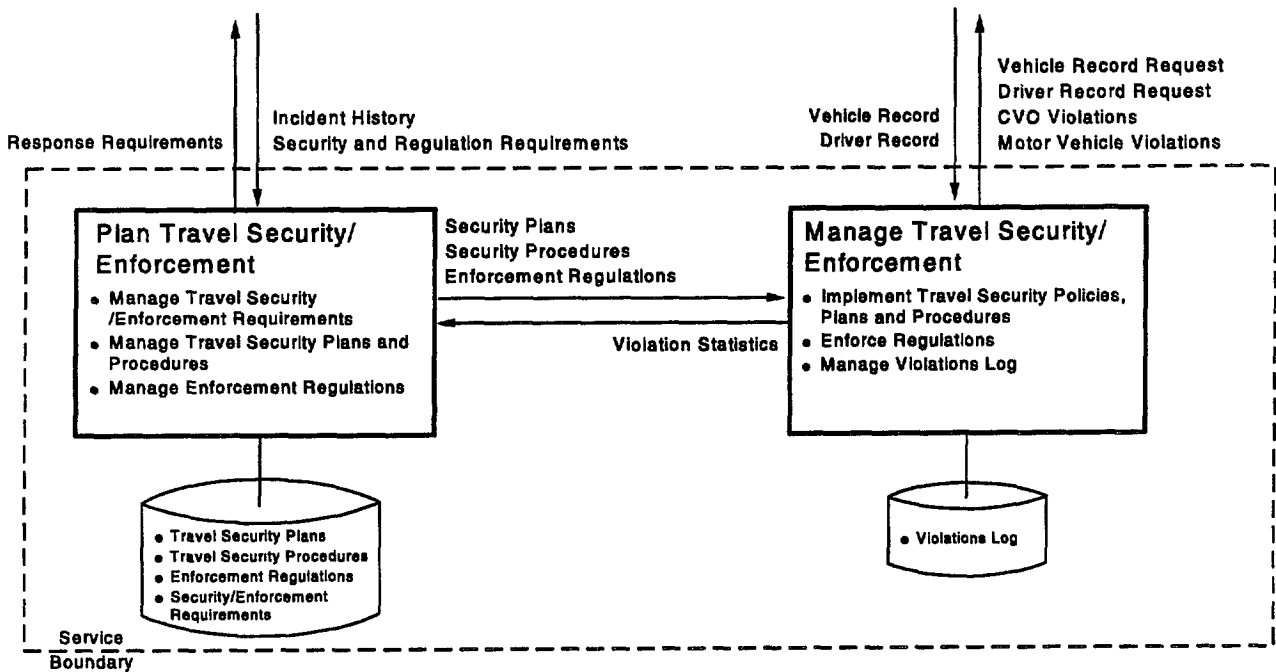 Response Requirements
Incident History
Security and Regulation Requirements
Vehicle Record
Driver Record
Vehicle Record Request
Driver Record Request
CVO Violations
Motor Vehicle Violations
Plan Travel Security/
Enforcement
• Manage Travel Security
/Enforcement Requirements
• Manage Travel Security Plans and
Procedures
• Manage Enforcement Regulations
Security Plans
Security Procedures
Enforcement Regulations
Violation Statistics
Manage Travel Security/
Enforcement
• Implement Travel Security Policies,
Plans and Procedures
• Enforce Regulations
• Manage Violations Log
• Travel Security Plans
• Travel Security Procedures
• Enforcement Regulations
• Security/Enforcement
Requirements
• Violations Log
Service
Boundary